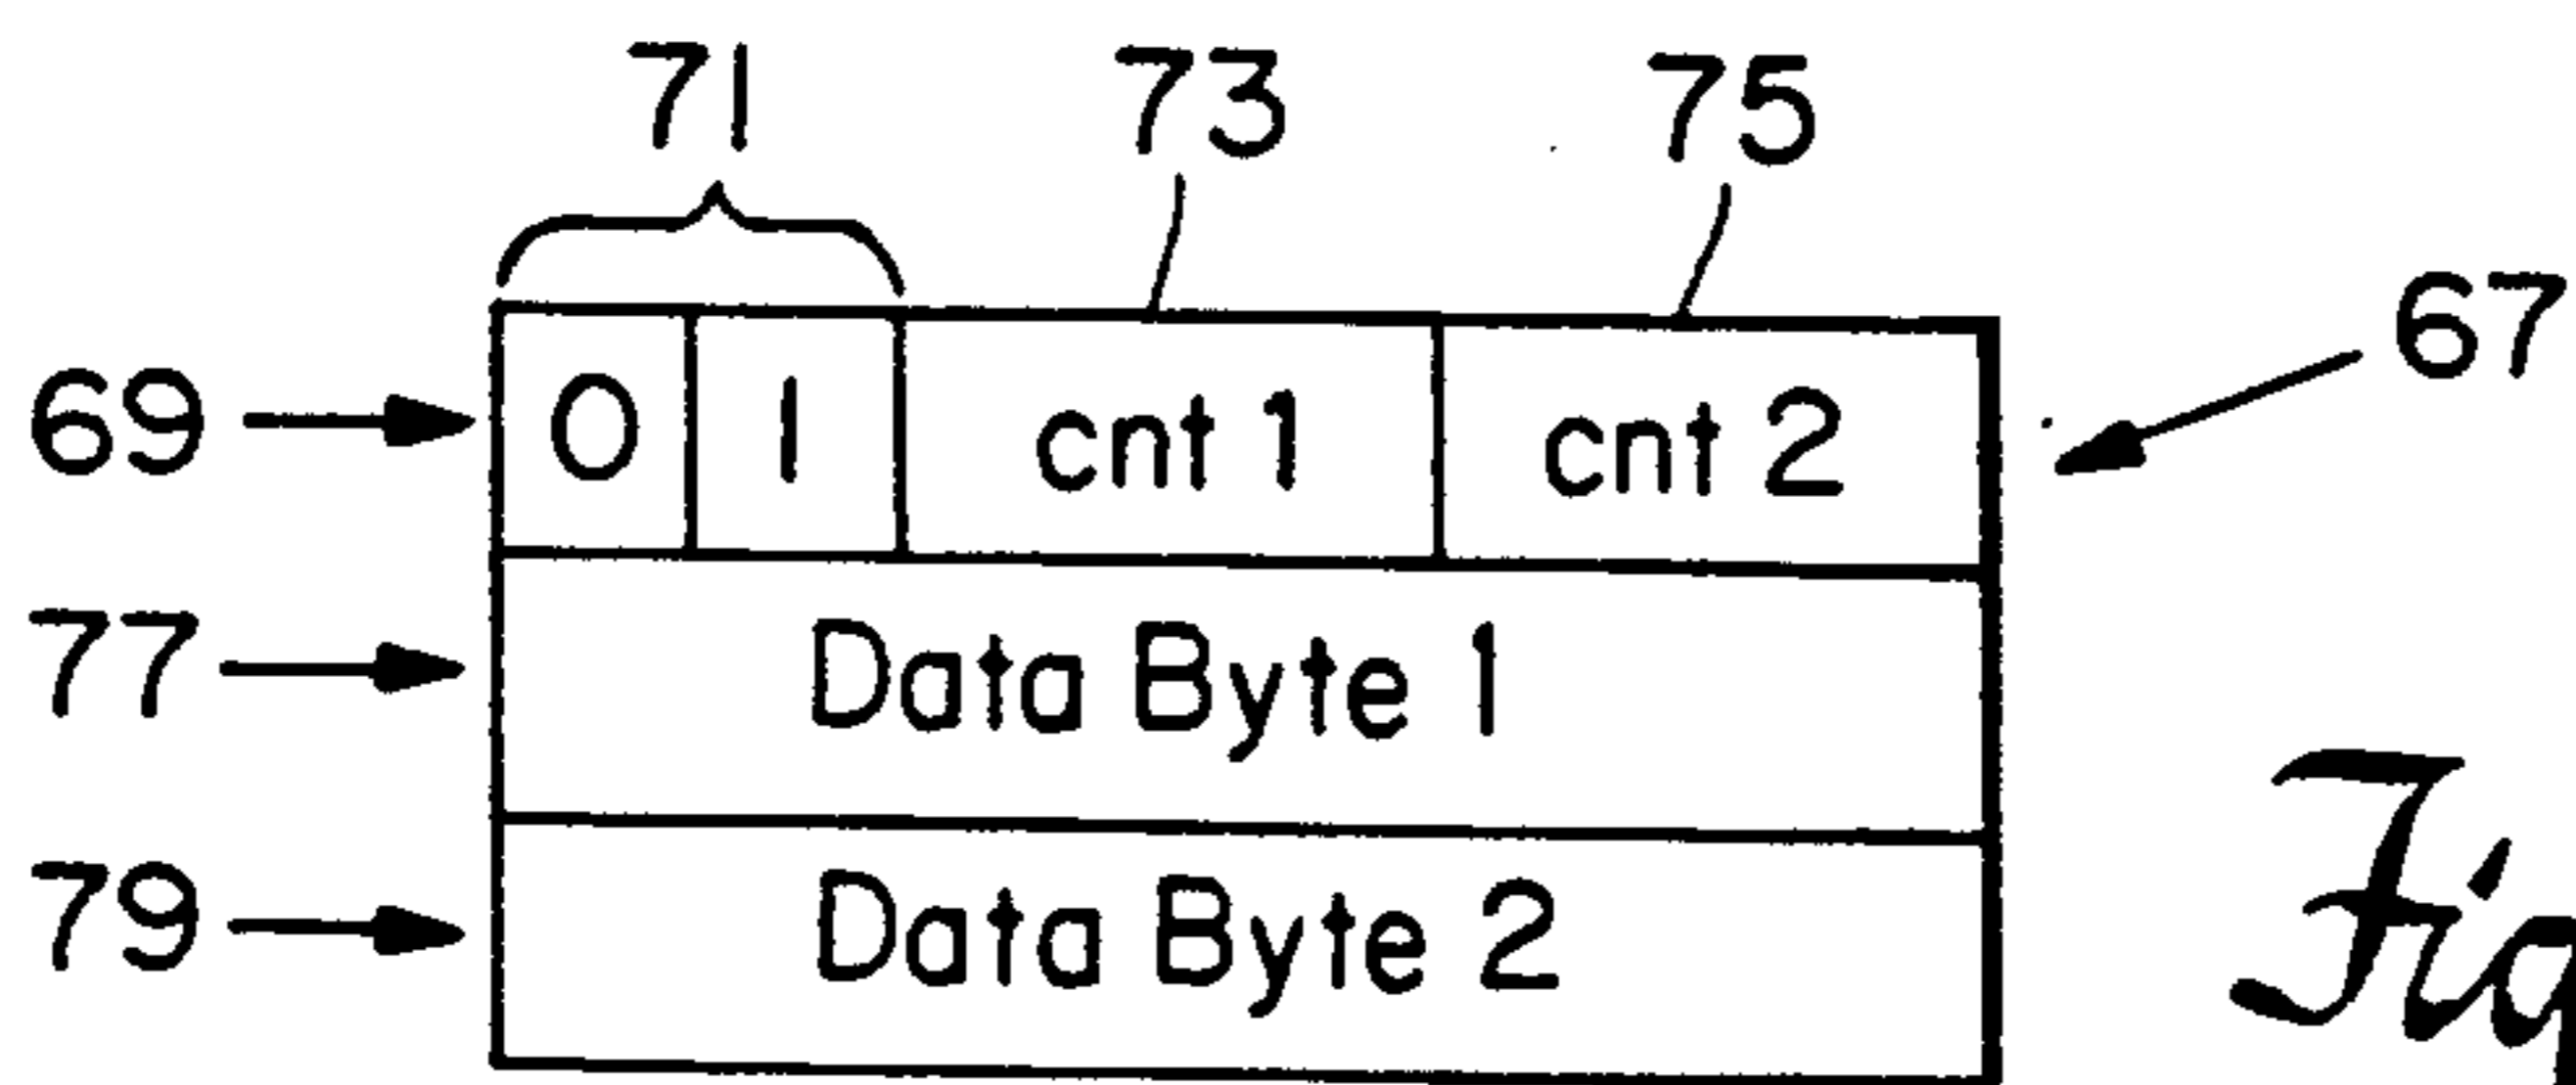 71 73 75
67
69 0 1 cnt 1 cnt 2
77 Data Byte 1
79 Data Byte 2